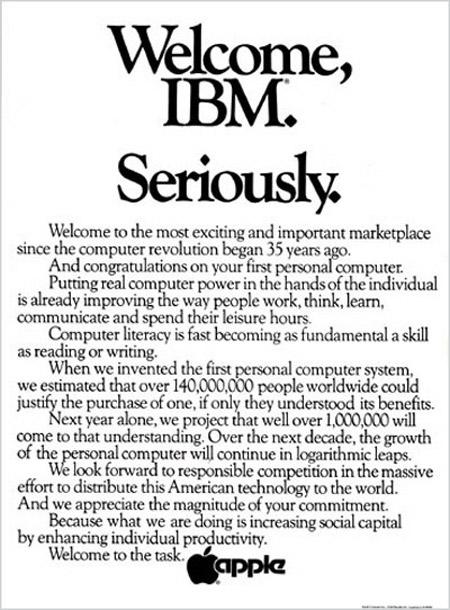 Welcome,
IBM®.
Seriously.
Welcome to the most exciting and important marketplace
since the computer revolution began 35 years ago.
And congratulations on your first personal computer.
Putting real computer power in the hands of the individual
is already improving the way people work, think, learn,
communicate and spend their leisure hours.
Computer literacy is fast becoming as fundamental a skill
as reading or writing.
When we invented the first personal computer system,
we estimated that over 140,000,000 people worldwide could
justify the purchase of one, if only they understood its benefits.
Next year alone, we project that well over 1,000,000 will
come to that understanding. Over the next decade, the growth
of the personal computer will continue in logarithmic leaps.
We look forward to responsible competition in the massive
effort to distribute this American technology to the world.
And we appreciate the magnitude of your commitment.
Because what we are doing is increasing social capital
by enhancing individual productivity.
Welcome to the task. apple